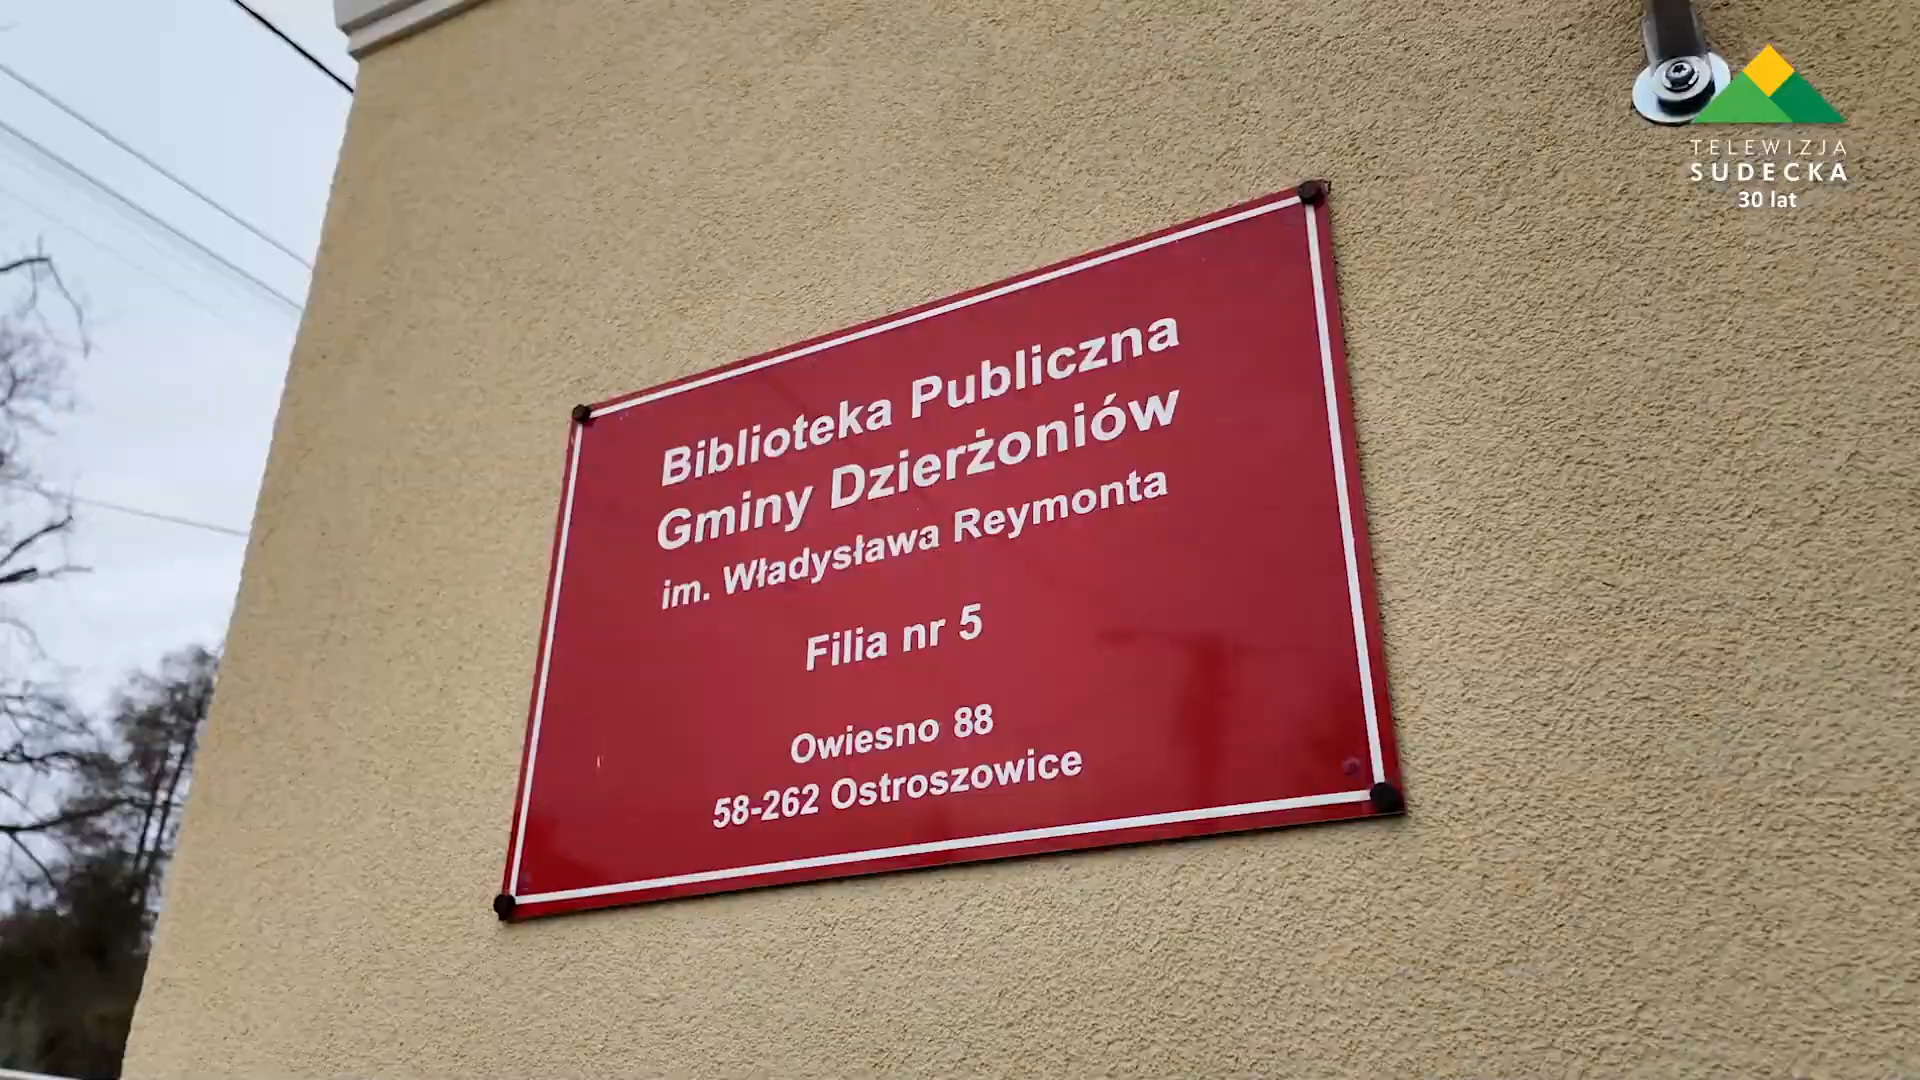 Biblioteka Publiczna
Gminy Dzierżoniów
im. Władysława Reymonta
Filia nr 5
Owiesno 88
58-262 Ostroszowice
TELEWIZJA
SUDECKA
30 lat